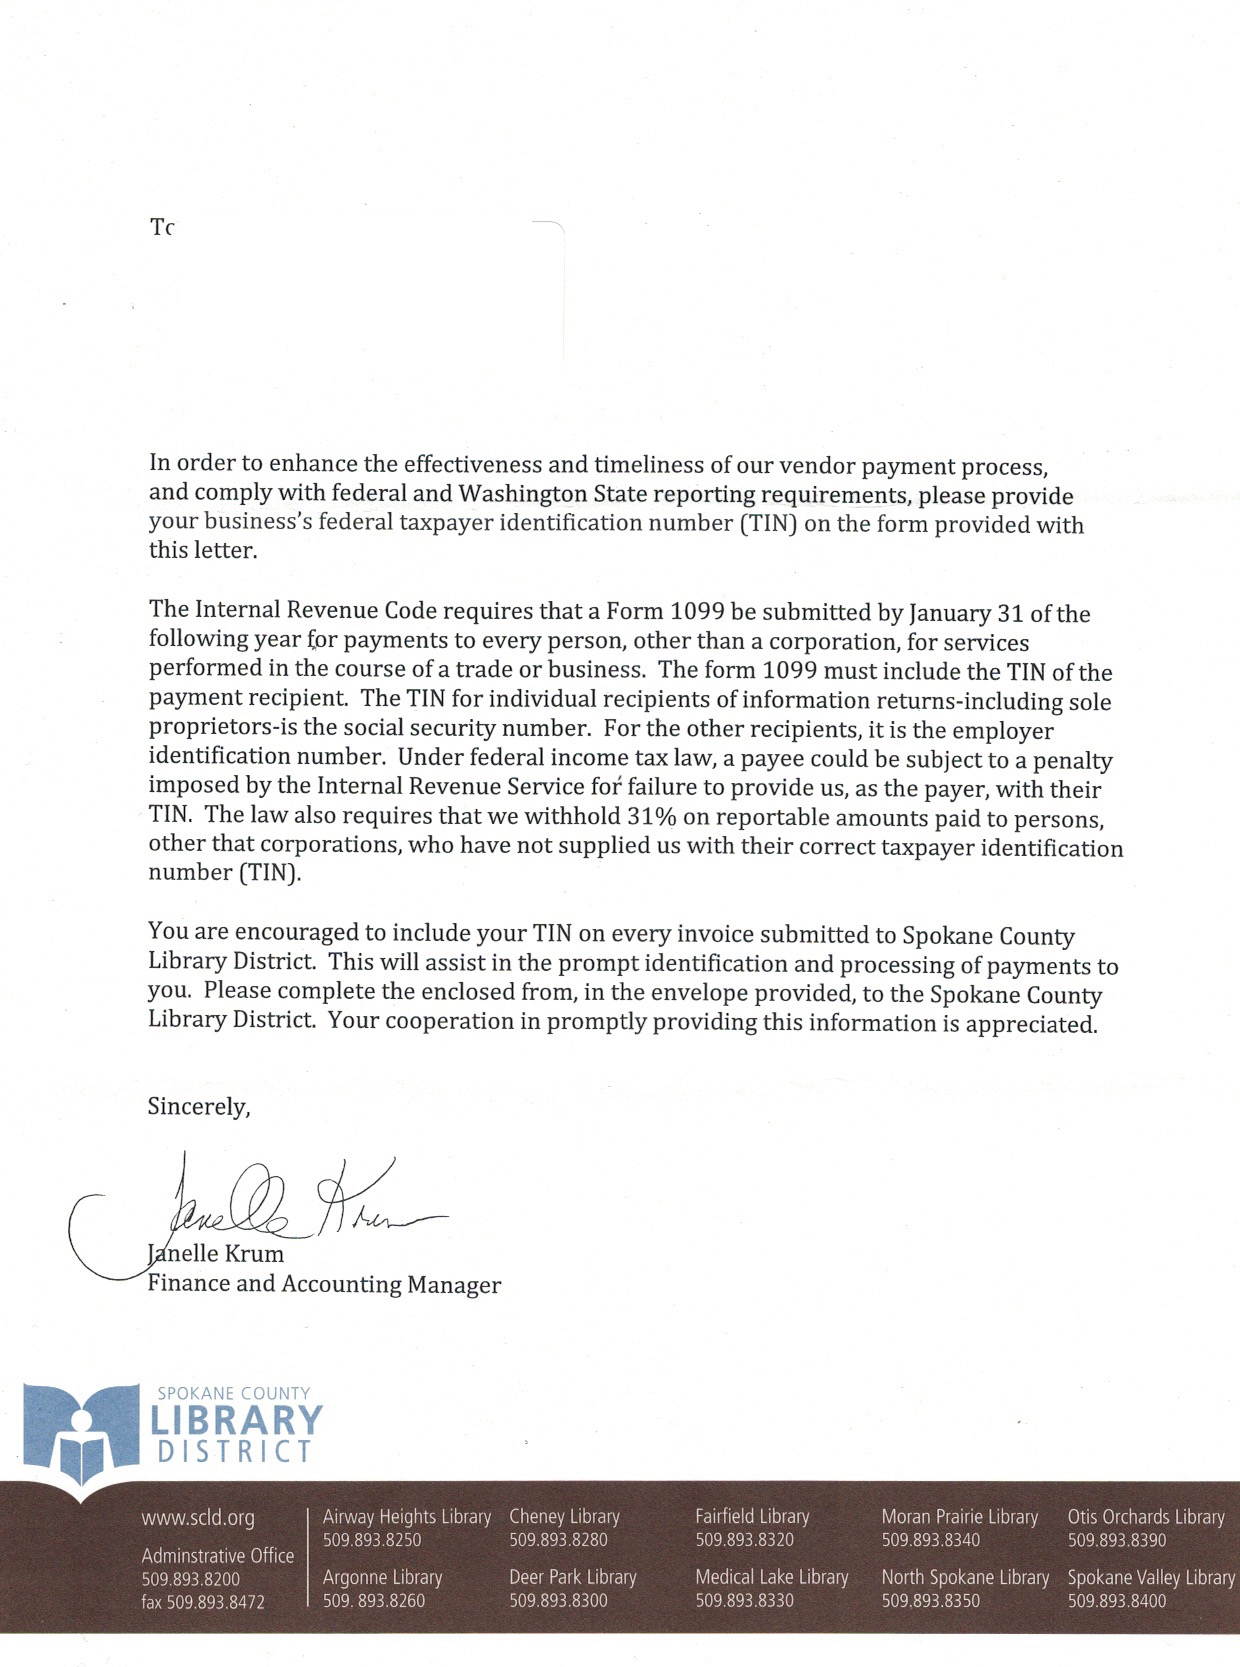 To
In order to enhance the effectiveness and timeliness of our vendor payment process,
and comply with federal and Washington State reporting requirements, please provide
your business's federal taxpayer identification number (TIN) on the form provided with
this letter.
The Internal Revenue Code requires that a Form 1099 be submitted by January 31 of the
following year for payments to every person, other than a corporation, for services
performed in the course of a trade or business.  The form 1099 must include the TIN of the
payment recipient.  The TIN for individual recipients of information returns-including sole
proprietors-is the social security number.  For the other recipients, it is the employer
identification number.  Under federal income tax law, a payee could be subject to a penalty
imposed by the Internal Revenue Service for failure to provide us, as the payer, with their
TIN.  The law also requires that we withhold 31% on reportable amounts paid to persons,
other that corporations, who have not supplied us with their correct taxpayer identification
number (TIN).
You are encouraged to include your TIN on every invoice submitted to Spokane County
Library District.  This will assist in the prompt identification and processing of payments to
you.  Please complete the enclosed from, in the envelope provided, to the Spokane County
Library District.  Your cooperation in promptly providing this information is appreciated.
Sincerely,
Janelle Krum
Janelle Krum
Finance and Accounting Manager
SPOKANE COUNTY
LIBRARY
DISTRICT
www.scld.org
Adminstrative Office
509.893.8200
fax 509.893.8472
Airway Heights Library
509.893.8250
Argonne Library
509. 893.8260
Cheney Library
509.893.8280
Deer Park Library
509.893.8300
Fairfield Library
509.893.8320
Medical Lake Library
509.893.8330
Moran Prairie Library
509.893.8340
North Spokane Library
509.893.8350
Otis Orchards Library
509.893.8390
Spokane Valley Library
509.893.8400